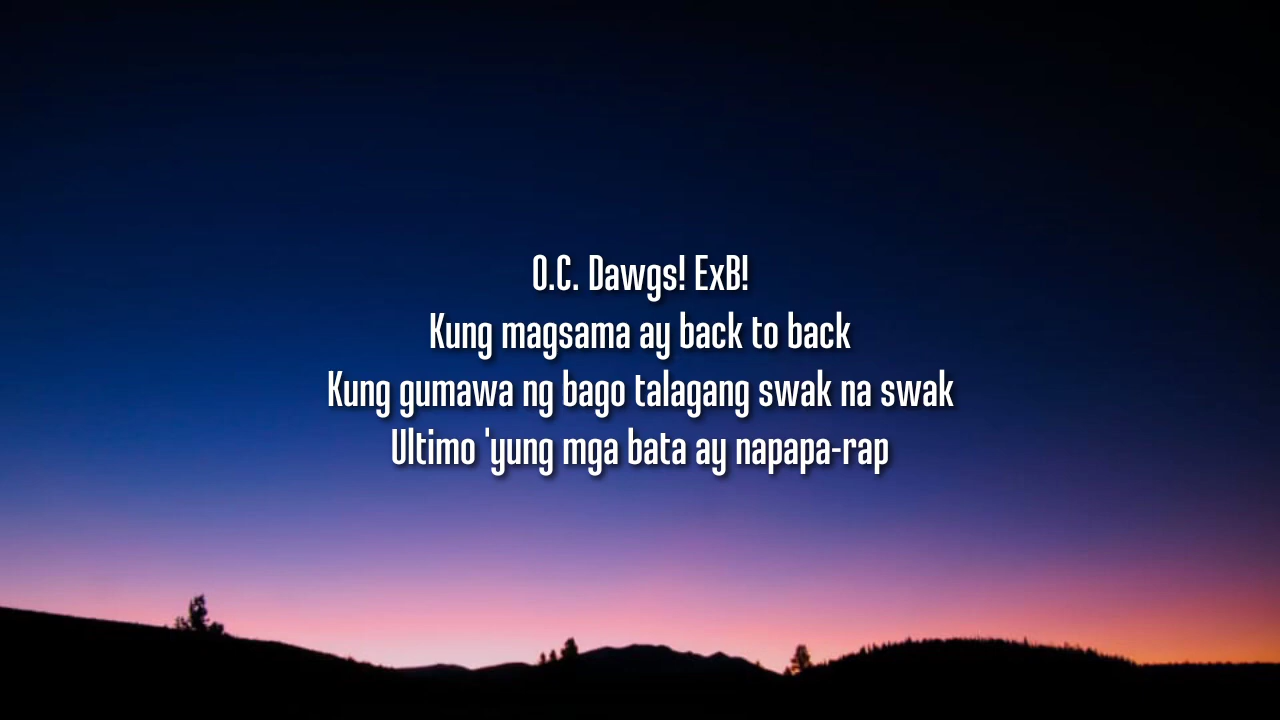 O.C. Dawgs! ExB!
Kung magsama ay back to back
Kung gumawa ng bago talagang swak na swak
Ultimo 'yung mga bata ay napapa-rap